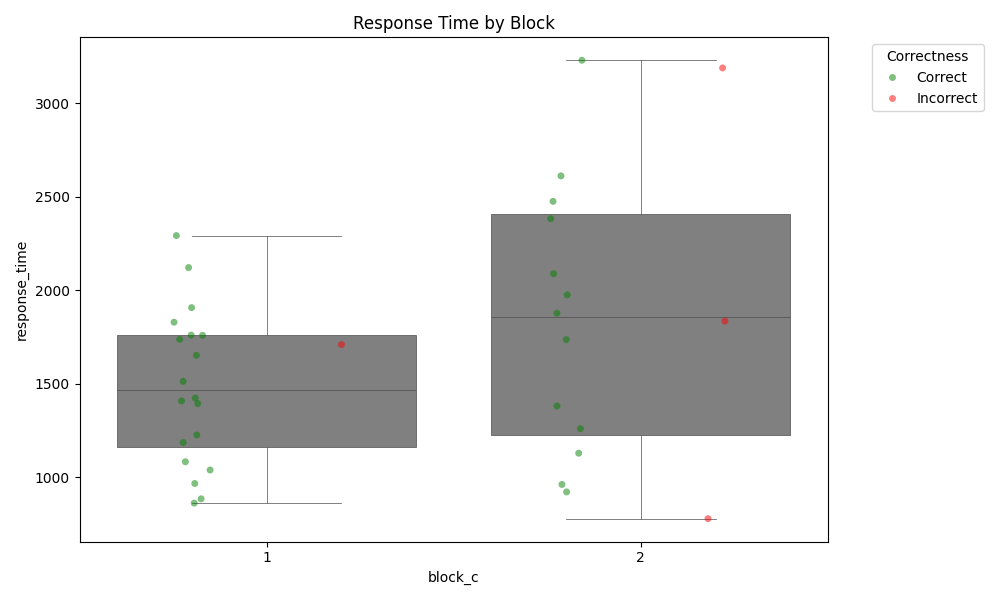 Response Time by Block
Correctness
Correct
Incorrect
3000
2500
2000
1500
1000
response_time
1
2
block_c